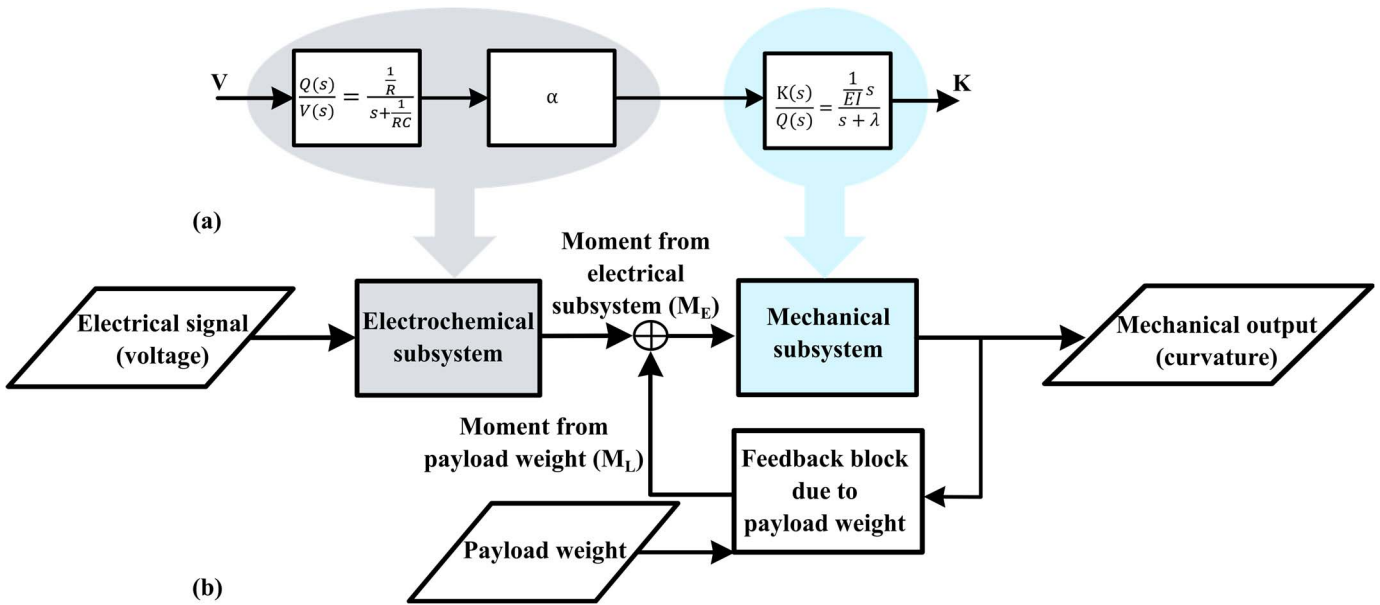 V
Q(s)/V(s) = (1/R)/(s+1/RC)
α
K(s)/Q(s) = (1/EI s)/(s + λ)
K
(a)
Moment from
electrical
subsystem (M_E)
Electrical signal
(voltage)
Electrochemical
subsystem
Mechanical
subsystem
Mechanical output
(curvature)
Moment from
payload weight (M_L)
Feedback block
due to
payload weight
Payload weight
(b)